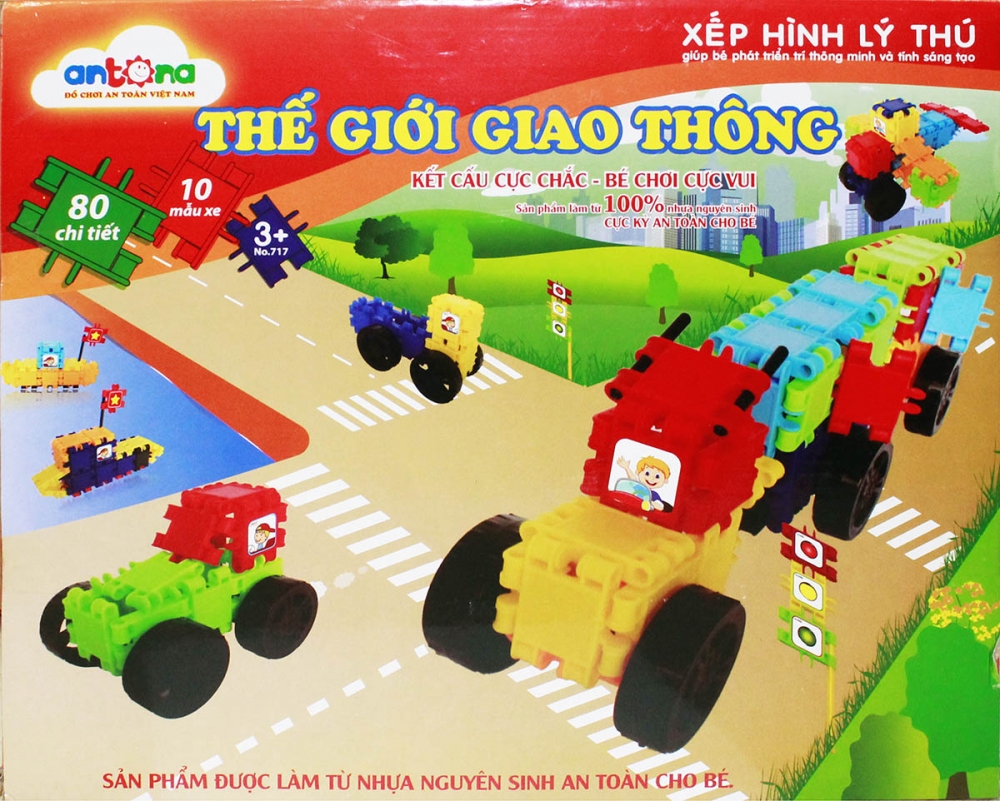 antona
ĐỒ CHƠI AN TOÀN VIỆT NAM
XẾP HÌNH LÝ THÚ
giúp bé phát triển trí thông minh và tính sáng tạo
THẾ GIỚI GIAO THÔNG
KẾT CẤU CỰC CHẮC - BÉ CHƠI CỰC VUI
Sản phẩm làm từ 100% nhựa nguyên sinh
CỰC KỲ AN TOÀN CHO BÉ
80
chi tiết
10
mẫu xe
3+
No.717
SẢN PHẨM ĐƯỢC LÀM TỪ NHỰA NGUYÊN SINH AN TOÀN CHO BÉ.